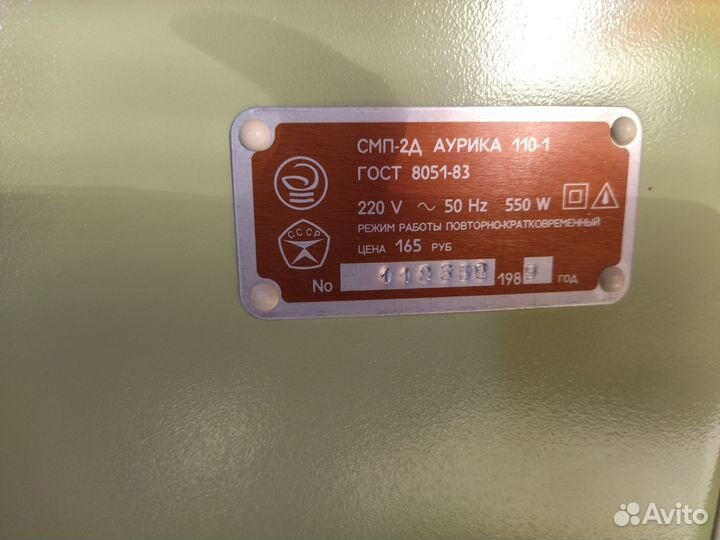 СМП-2Д АУРИКА 110-1
ГОСТ 8051-83
220 V ~ 50 Hz 550 W
РЕЖИМ РАБОТЫ ПОВТОРНО-КРАТКОВРЕМЕННЫЙ
ЦЕНА 165 РУБ
СССР
No 198 год
Avito